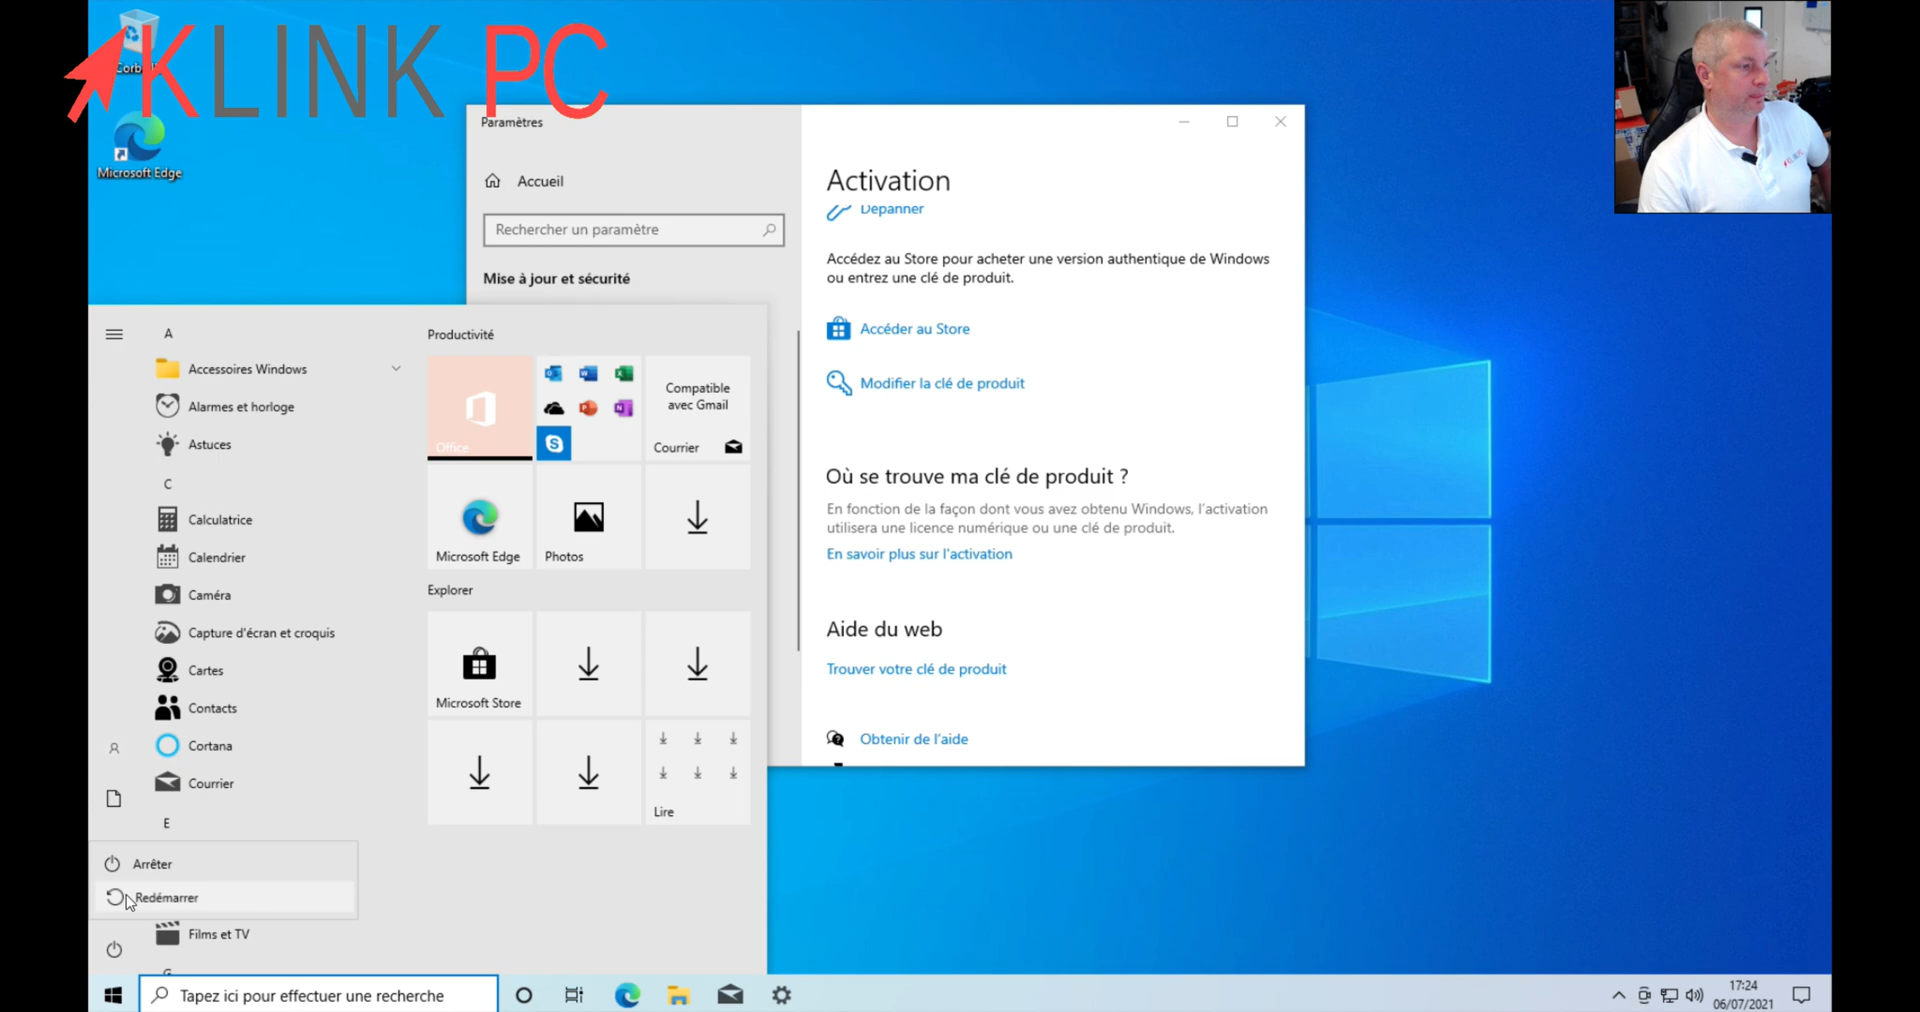 KLINK PC
Microsoft Edge
Paramètres
Accueil
Rechercher un paramètre
Mise à jour et sécurité
Activation
Dépanner
Accédez au Store pour acheter une version authentique de Windows
ou entrez une clé de produit.
Accéder au Store
Modifier la clé de produit
Où se trouve ma clé de produit ?
En fonction de la façon dont vous avez obtenu Windows, l'activation
utilisera une licence numérique ou une clé de produit.
En savoir plus sur l'activation
Aide du web
Trouver votre clé de produit
Obtenir de l'aide
A
Accessoires Windows
Alarmes et horloge
Astuces
C
Calculatrice
Calendrier
Caméra
Capture d'écran et croquis
Cartes
Contacts
Cortana
Courrier
E
Arrêter
Redémarrer
Films et TV
Productivité
Office
Compatible
avec Gmail
Courrier
Microsoft Edge
Photos
Explorer
Microsoft Store
Lire
Tapez ici pour effectuer une recherche
17:24
06/07/2021